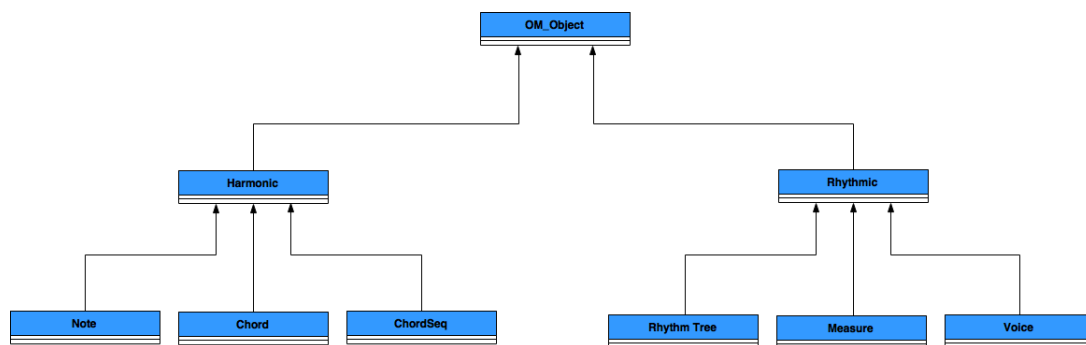 OM_Object
Harmonic
Rhythmic
Note
Chord
ChordSeq
Rhythm Tree
Measure
Voice